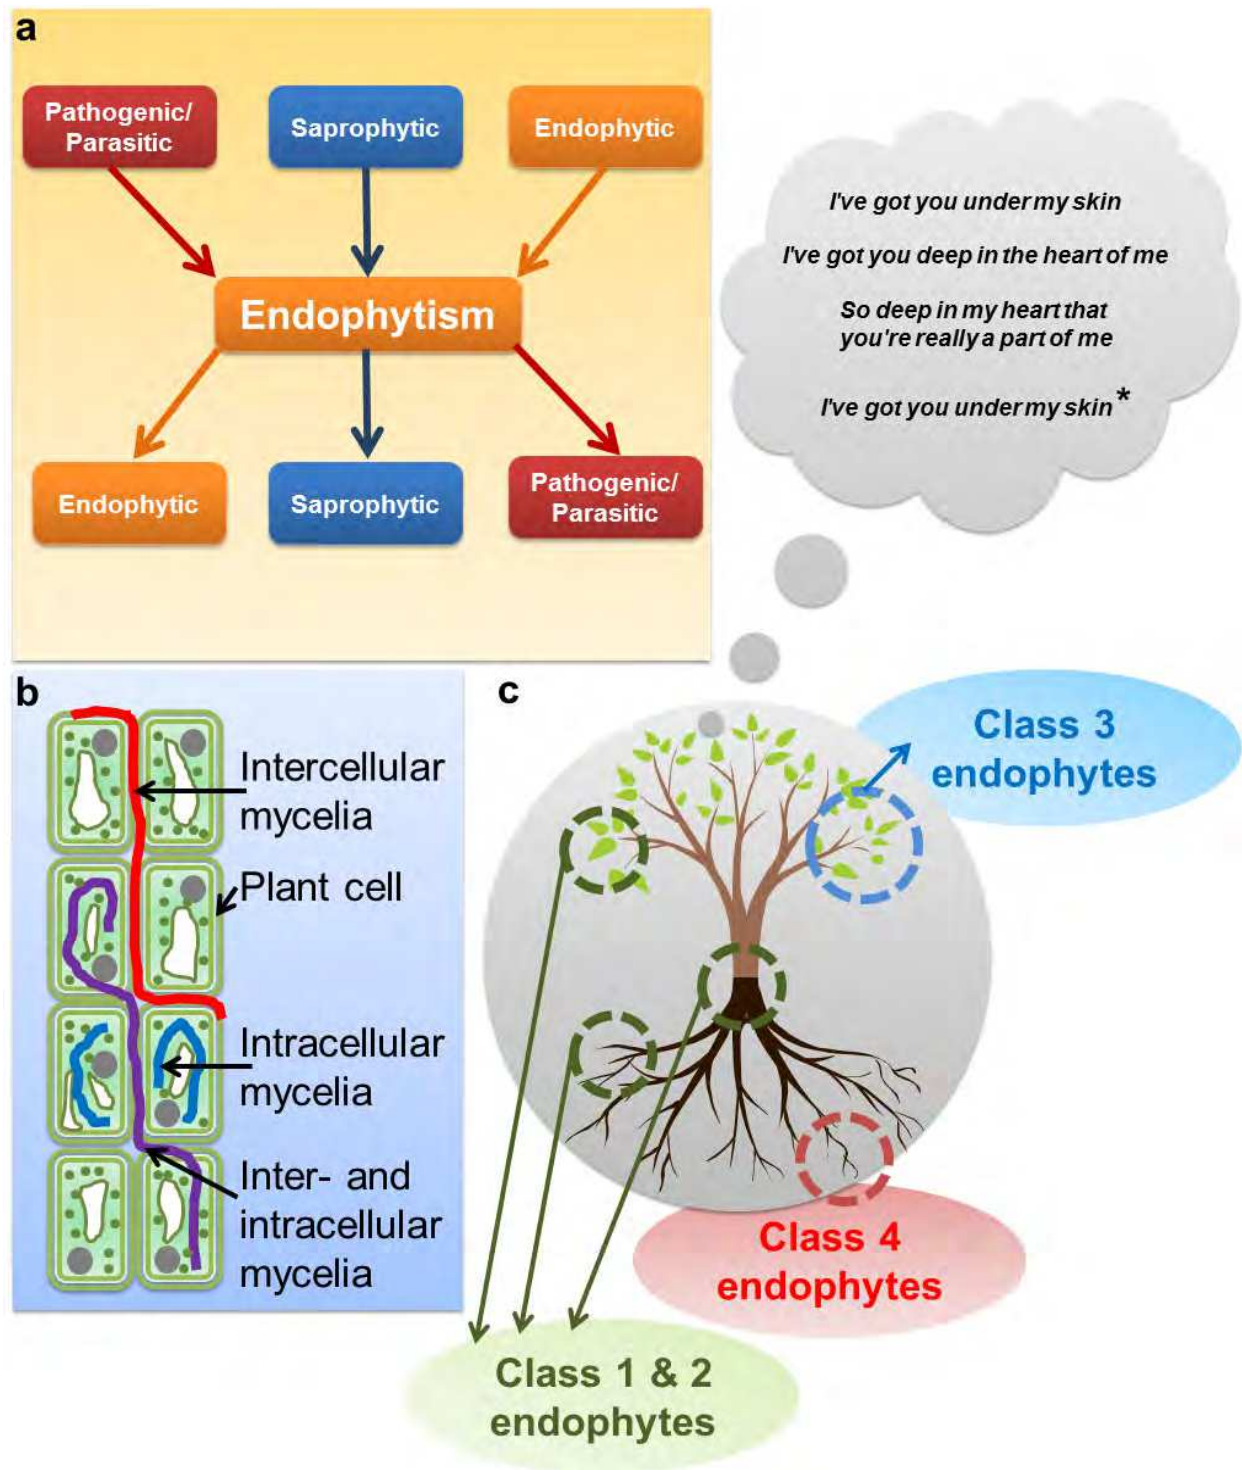 a
Pathogenic/
Parasitic
Saprophytic
Endophytic
Endophytism
Endophytic
Saprophytic
Pathogenic/
Parasitic
I've got you under my skin
I've got you deep in the heart of me
So deep in my heart that
you're really a part of me
I've got you under my skin*
b
Intercellular
mycelia
Plant cell
Intracellular
mycelia
Inter- and
intracellular
mycelia
c
Class 3
endophytes
Class 4
endophytes
Class 1 & 2
endophytes